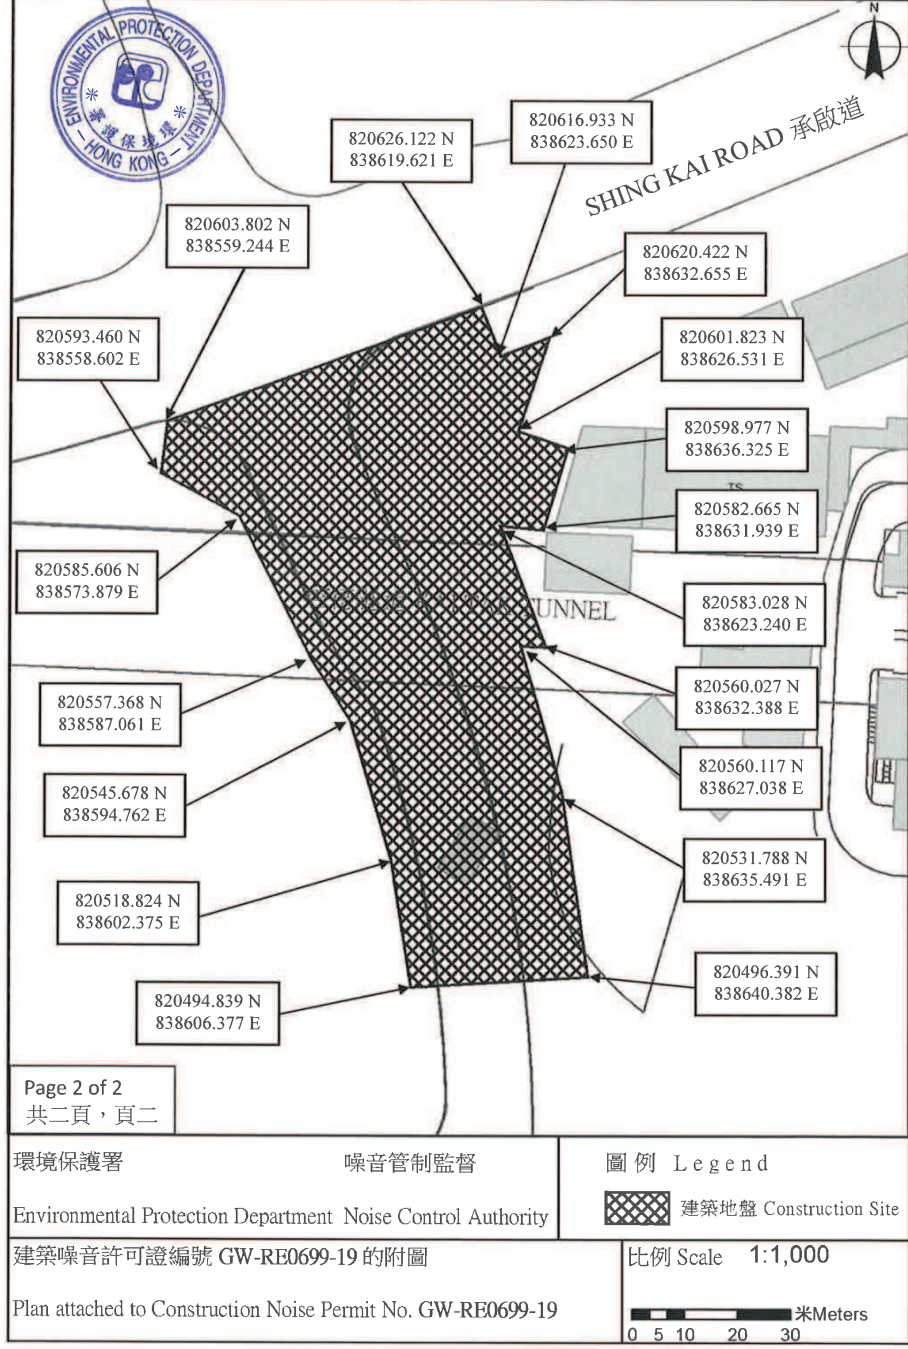 ENVIRONMENTAL PROTECTION DEPARTMENT
環境保護署
HONG KONG
N
820616.933 N
838623.650 E
820626.122 N
838619.621 E
SHING KAI ROAD 承啟道
820603.802 N
838559.244 E
820620.422 N
838632.655 E
820593.460 N
838558.602 E
820601.823 N
838626.531 E
820598.977 N
838636.325 E
TS
820582.665 N
838631.939 E
820585.606 N
838573.879 E
820583.028 N
838623.240 E
TUNNEL
820557.368 N
838587.061 E
820560.027 N
838632.388 E
820560.117 N
838627.038 E
820545.678 N
838594.762 E
820531.788 N
838635.491 E
820518.824 N
838602.375 E
820496.391 N
838640.382 E
820494.839 N
838606.377 E
Page 2 of 2
共二頁，頁二
環境保護署 噪音管制監督
Environmental Protection Department Noise Control Authority
圖例 Legend
建築地盤 Construction Site
建築噪音許可證編號 GW-RE0699-19 的附圖
Plan attached to Construction Noise Permit No. GW-RE0699-19
比例 Scale 1:1,000
米Meters
0 5 10 20 30